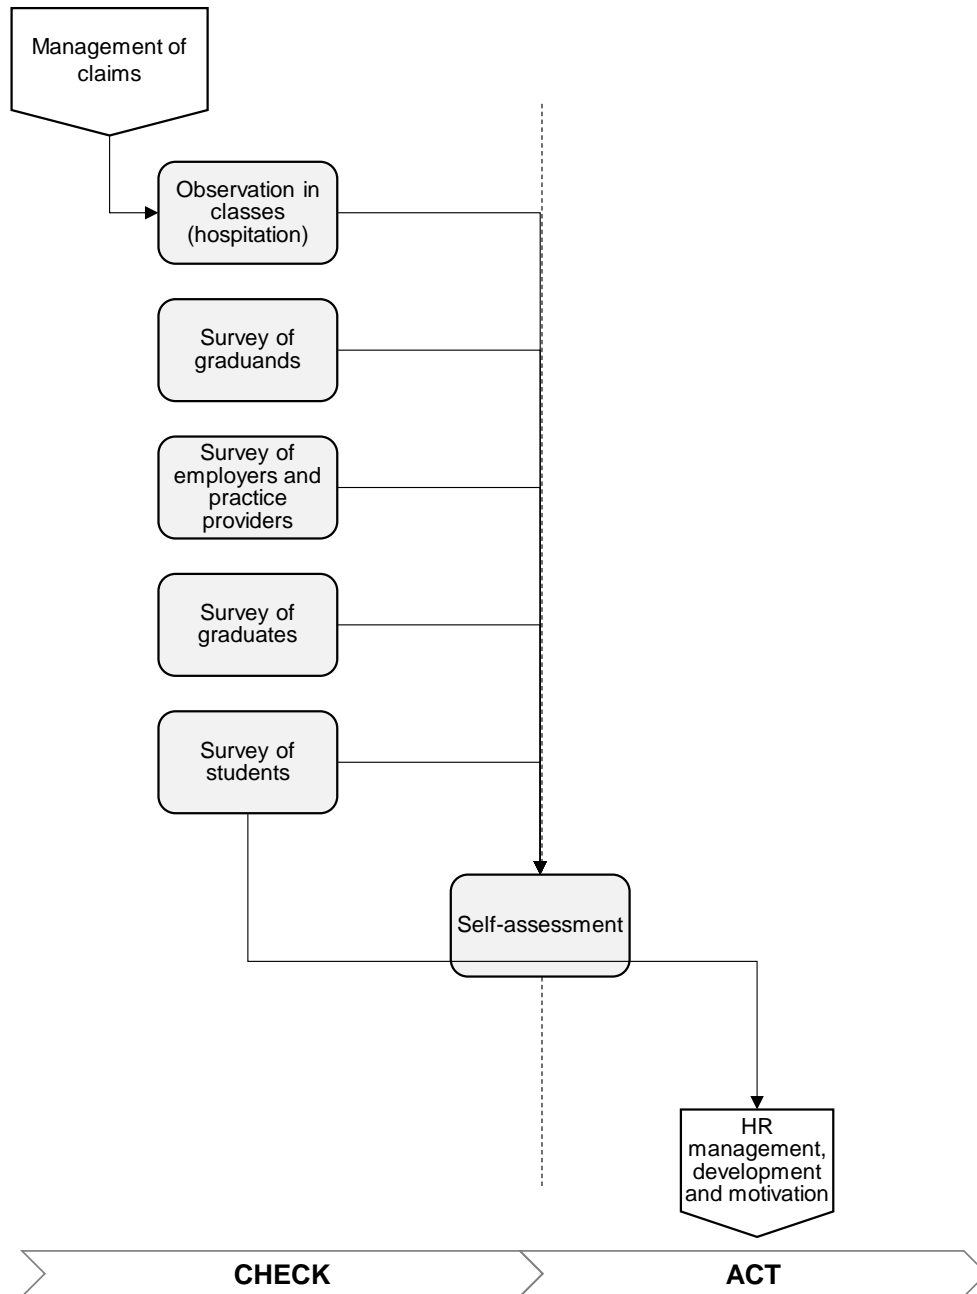 Management of
claims
Observation in
classes
(hospitation)
Survey of
graduands
Survey of
employers and
practice
providers
Survey of
graduates
Survey of
students
Self-assessment
HR
management,
development
and motivation
CHECK
ACT